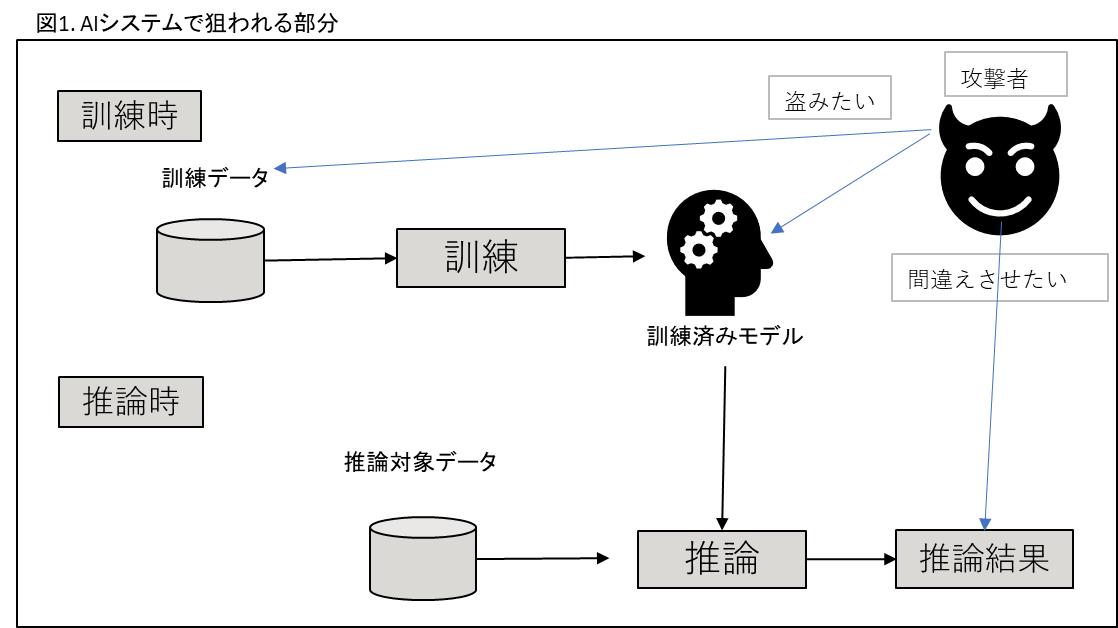 図1. AIシステムで狙われる部分
攻撃者
盗みたい
訓練時
訓練データ
訓練
間違えさせたい
訓練済みモデル
推論時
推論対象データ
推論
推論結果